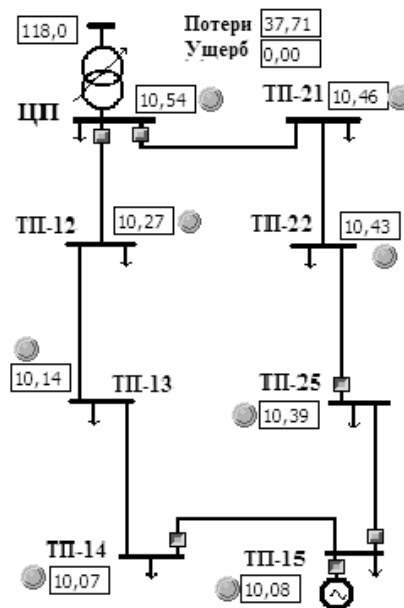 118,0
Потери 37,71
Ущерб 0,00
ЦП 10,54
ТП-21 10,46
ТП-12 10,27
ТП-22 10,43
10,14 ТП-13
ТП-25 10,39
ТП-14 10,07
ТП-15 10,08